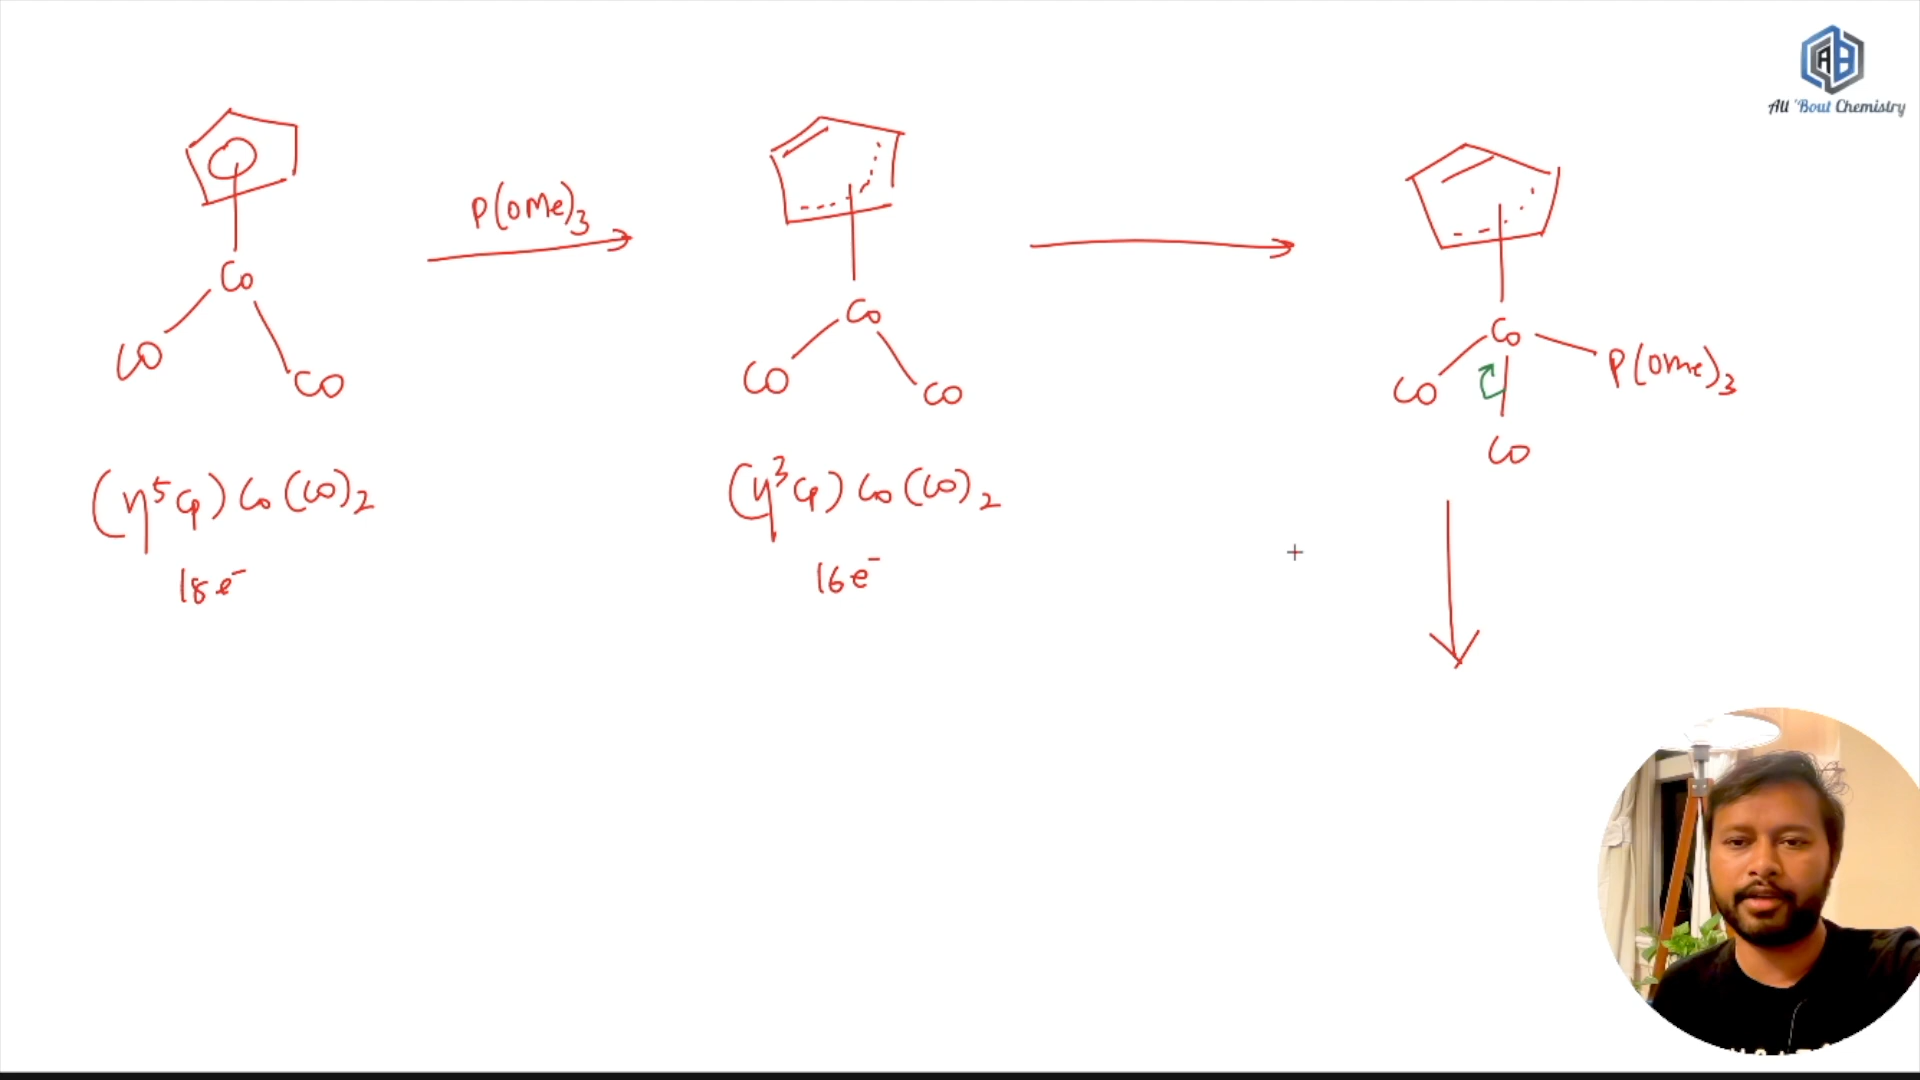 AB
All 'Bout Chemistry
P(OMe)₃
Co
CO
CO
(η⁵Cp) Co (CO)₂
18e⁻
Co
CO
CO
(η³Cp) Co (CO)₂
16e⁻
Co
P(OMe)₃
CO
CO